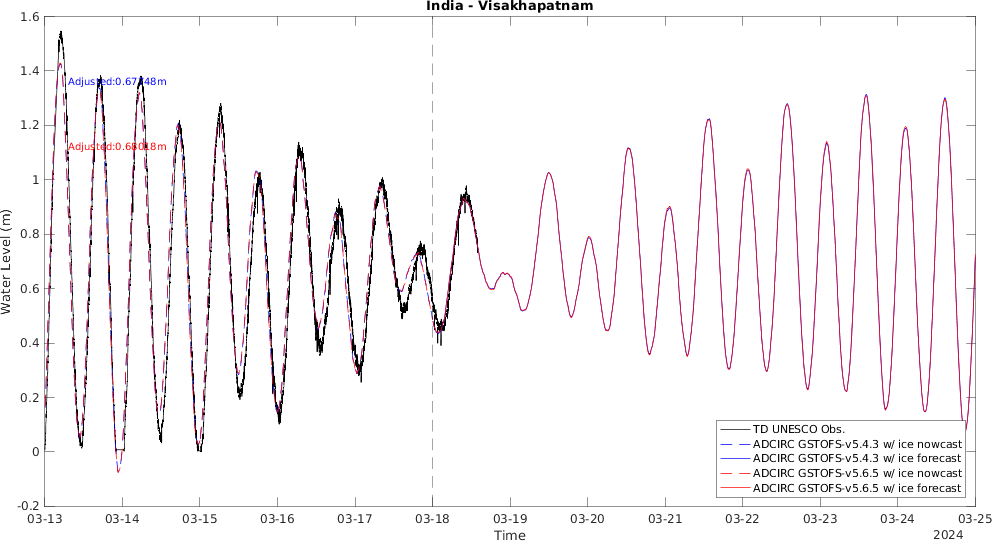 India - Visakhapatnam
1.6
1.4
1.2
1
0.8
0.6
0.4
0.2
0
-0.2
Water Level (m)
Adjusted:0.68018m
TD UNESCO Obs.
ADCIRC GSTOFS-v5.4.3 w/ ice nowcast
ADCIRC GSTOFS-v5.4.3 w/ ice forecast
ADCIRC GSTOFS-v5.6.5 w/ ice nowcast
ADCIRC GSTOFS-v5.6.5 w/ ice forecast
03-13 03-14 03-15 03-16 03-17 03-18 03-19 03-20 03-21 03-22 03-23 03-24 03-25
Time
2024